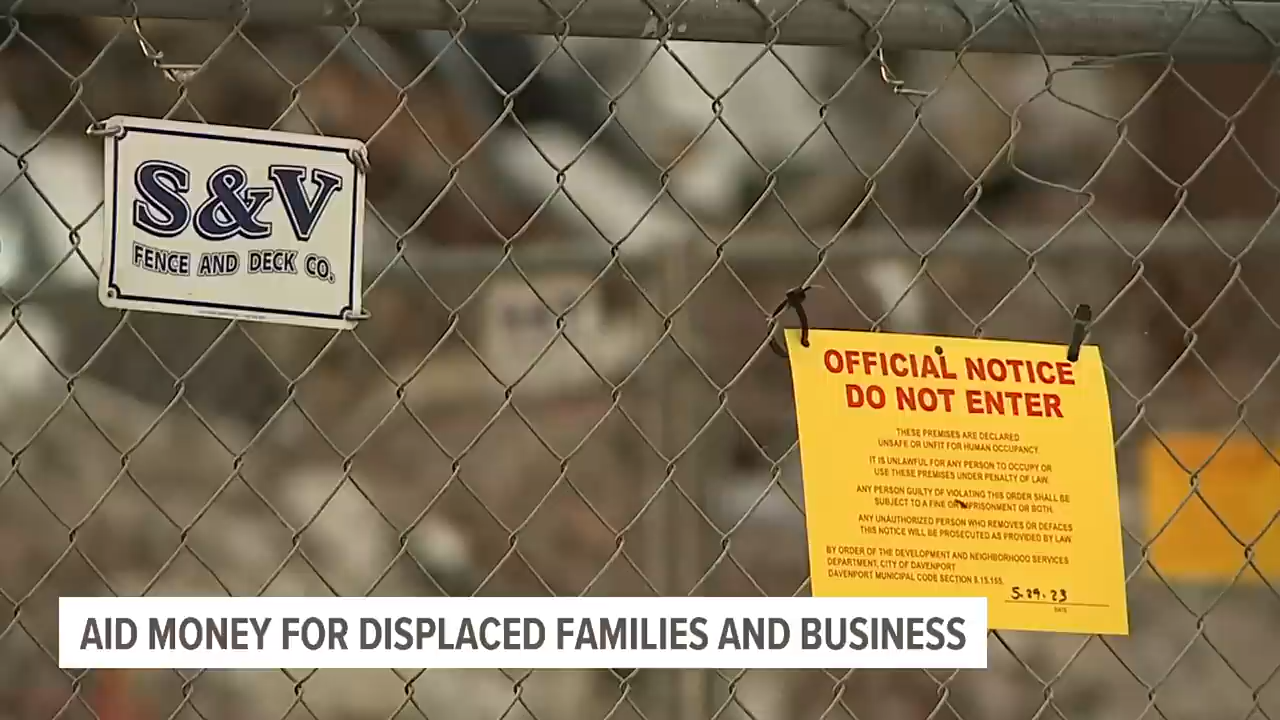 S&V
FENCE AND DECK CO.
OFFICIAL NOTICE
DO NOT ENTER
THESE PREMISES ARE DECLARED
UNSAFE OR UNFIT FOR HUMAN OCCUPANCY.
IT IS UNLAWFUL FOR ANY PERSON TO OCCUPY OR
USE THESE PREMISES UNDER PENALTY OF LAW.
ANY PERSON GUILTY OF VIOLATING THIS ORDER SHALL BE
SUBJECT TO A FINE OR IMPRISONMENT OR BOTH.
ANY UNAUTHORIZED PERSON WHO REMOVES OR DEFACES
THIS NOTICE WILL BE PROSECUTED AS PROVIDED BY LAW
BY ORDER OF THE DEVELOPMENT AND NEIGHBORHOOD SERVICES
DEPARTMENT, CITY OF DAVENPORT
DAVENPORT MUNICIPAL CODE SECTION 8.15.155.
5.29.23
DATE
AID MONEY FOR DISPLACED FAMILIES AND BUSINESS